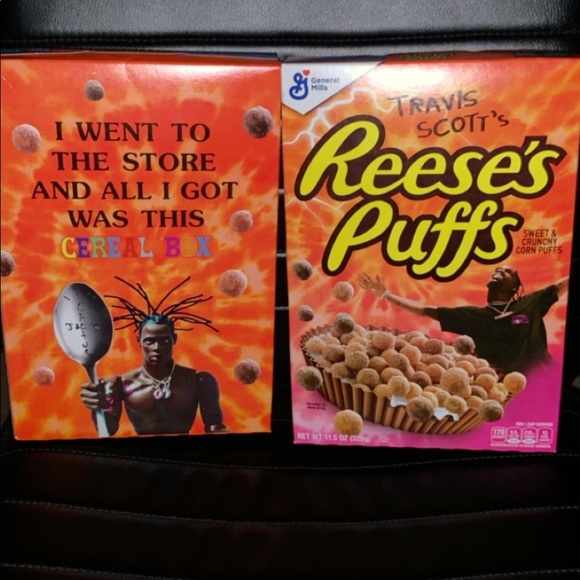 I WENT TO
THE STORE
AND ALL I GOT
WAS THIS
CEREAL BOX
General
Mills
TRAVIS
SCOTT's
Reese's
Puffs
SWEET &
CRUNCHY
CORN PUFFS
NET WT 11.5 OZ (326g)
170